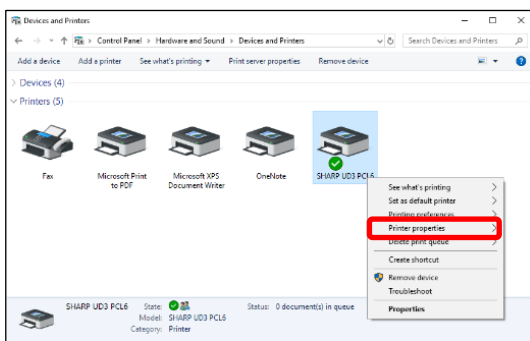 Devices and Printers
Control Panel > Hardware and Sound > Devices and Printers
Search Devices and Printers
Add a device Add a printer See what's printing Print server properties Remove device
Devices (4)
Printers (5)
Fax
Microsoft Print
to PDF
Microsoft XPS
Document Writer
OneNote
SHARP UD3 PCL6
See what's printing
Set as default printer
Printing preferences
Printer properties
Delete print queue
Create shortcut
Remove device
Troubleshoot
Properties
SHARP UD3 PCL6 State: Status: 0 document(s) in queue
Model: SHARP UD3 PCL6
Category: Printer